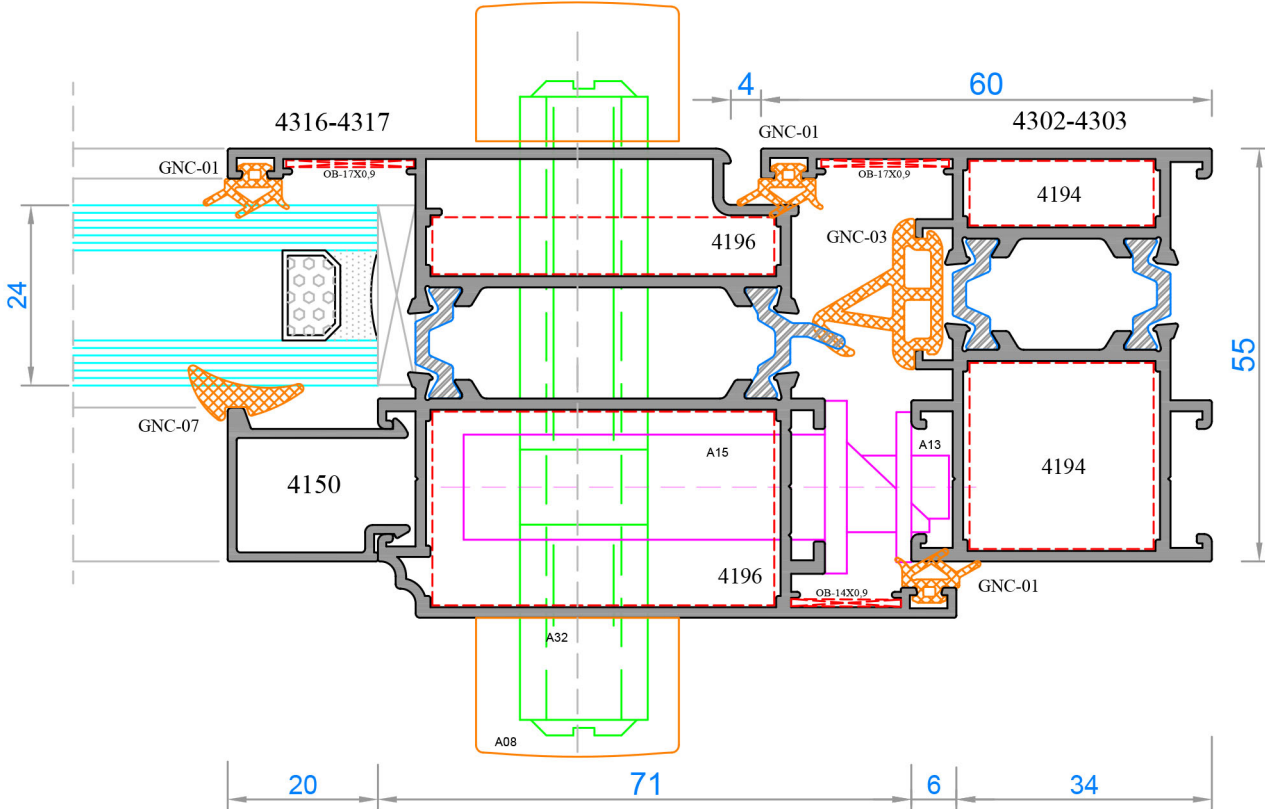 4
60
4316-4317
4302-4303
GNC-01
GNC-01
OB-17X0,9
OB-17X0,9
4194
4196
GNC-03
24
55
GNC-07
A15
A13
4150
4194
4196
GNC-01
OB-14X0,9
A32
A08
20
71
6
34